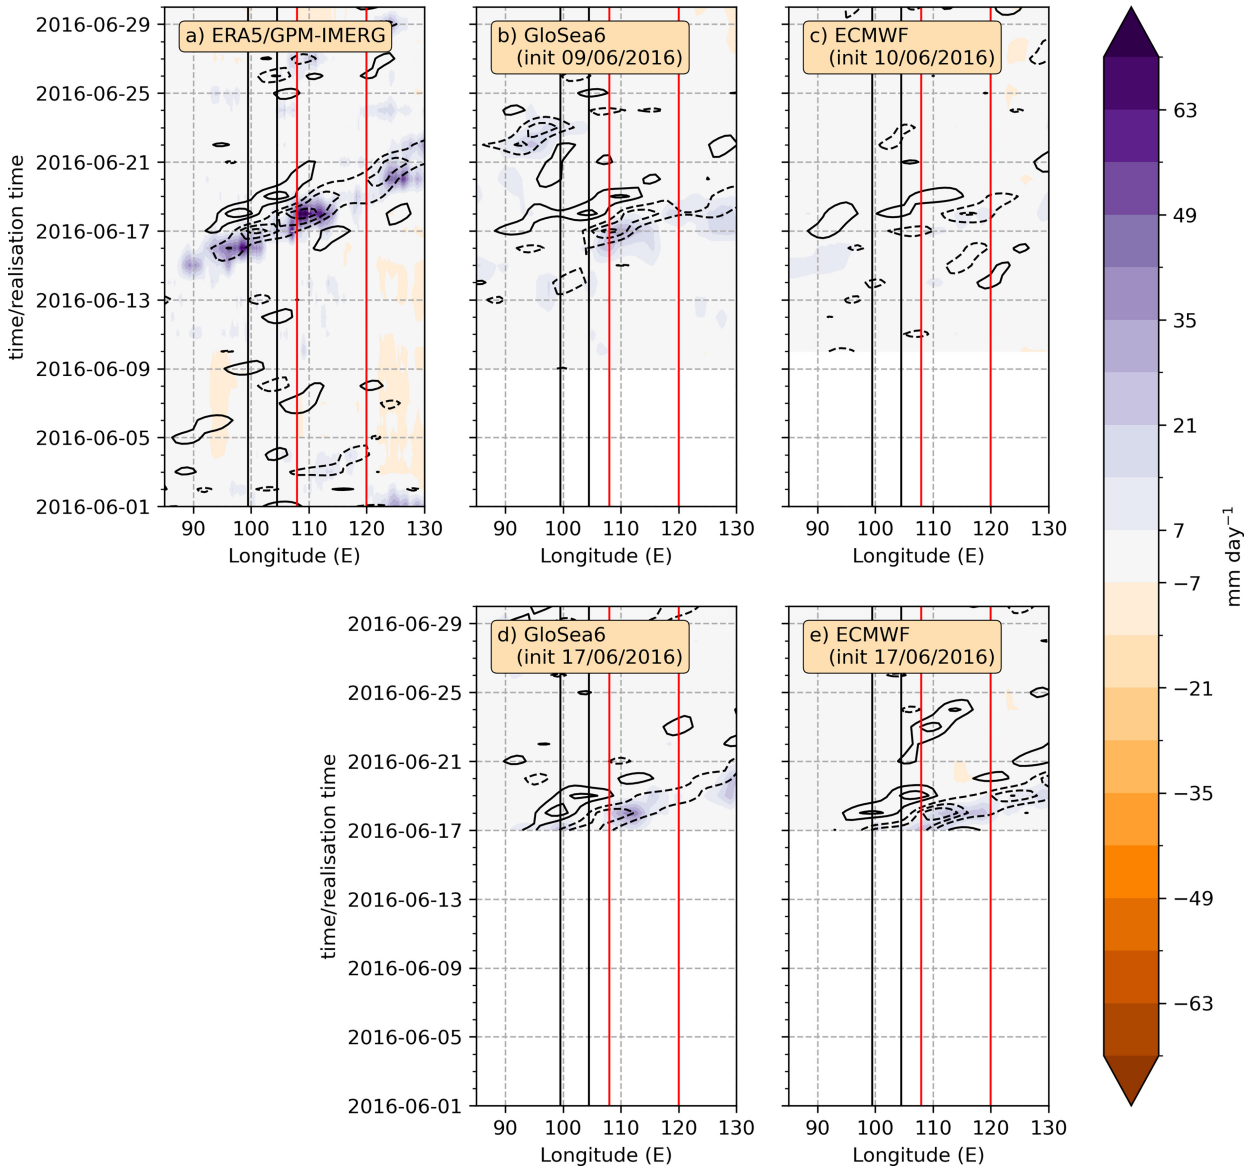 a) ERA5/GPM-IMERG
b) GloSea6
(init 09/06/2016)
c) ECMWF
(init 10/06/2016)
time/realisation time
2016-06-29
2016-06-25
2016-06-21
2016-06-17
2016-06-13
2016-06-09
2016-06-05
2016-06-01
90 100 110 120 130
90 100 110 120 130
90 100 110 120 130
Longitude (E)
Longitude (E)
Longitude (E)
d) GloSea6
(init 17/06/2016)
e) ECMWF
(init 17/06/2016)
time/realisation time
2016-06-29
2016-06-25
2016-06-21
2016-06-17
2016-06-13
2016-06-09
2016-06-05
2016-06-01
90 100 110 120 130
90 100 110 120 130
Longitude (E)
Longitude (E)
63
49
35
21
7
−7
−21
−35
−49
−63
mm day⁻¹